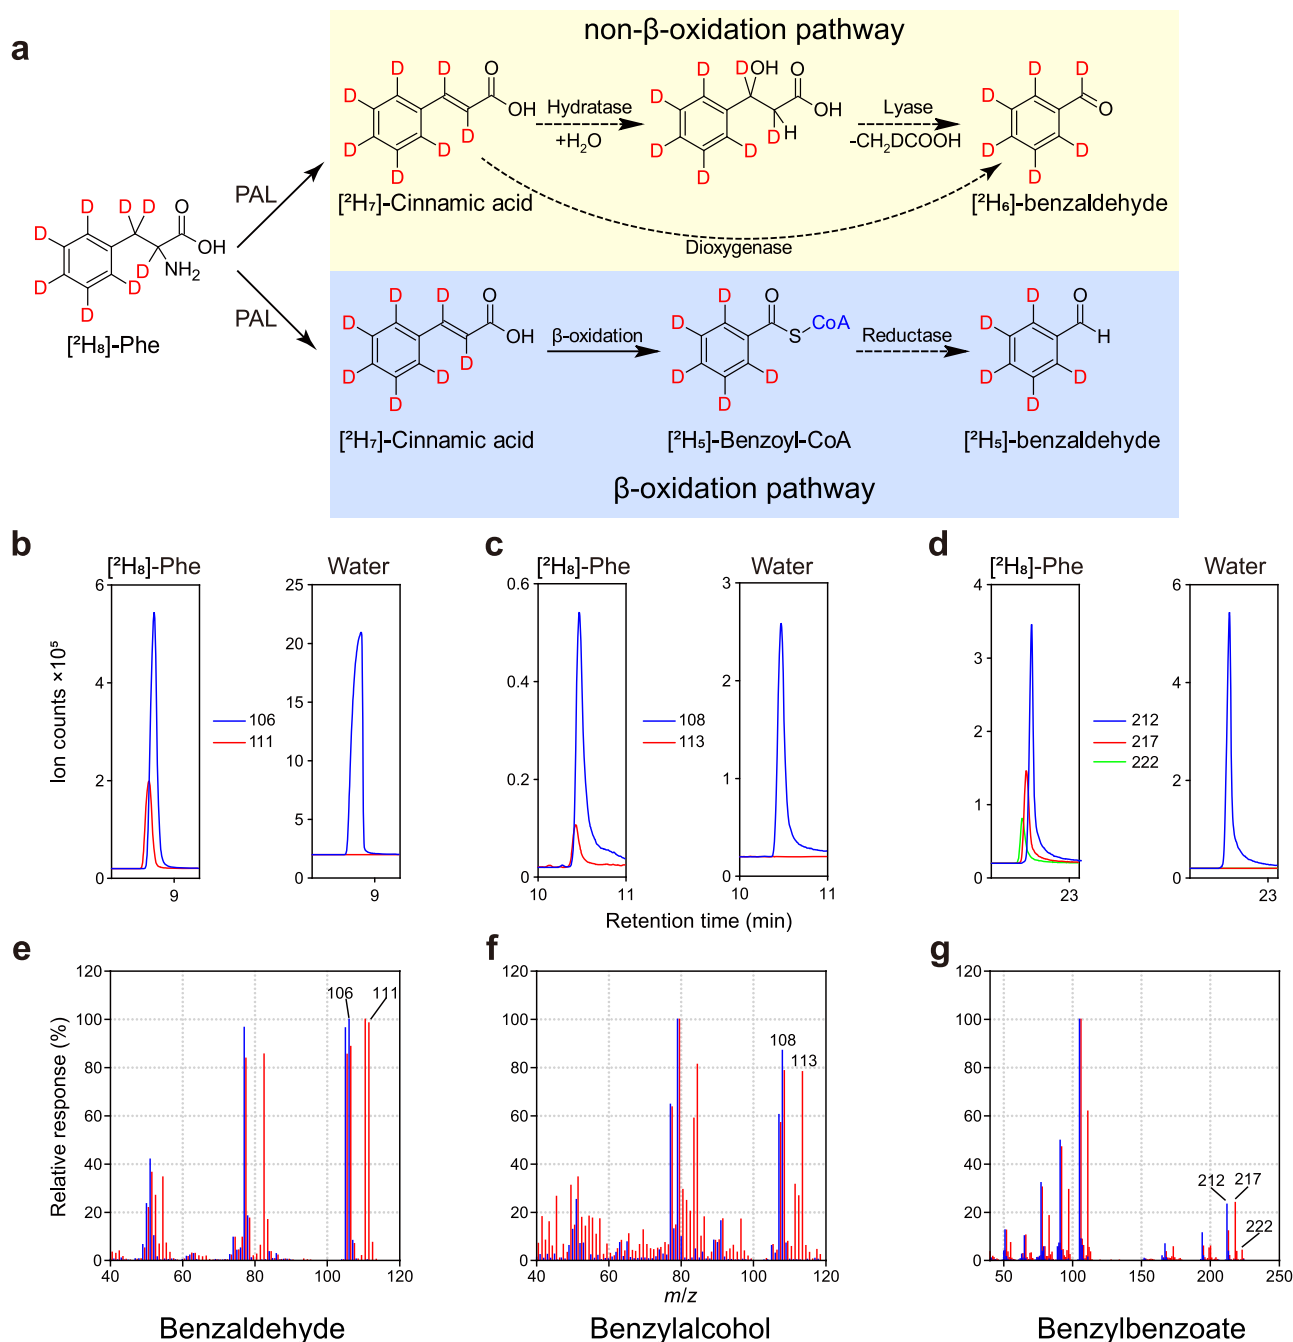 a
non-β-oxidation pathway
D D D O OH
Hydratase
+H₂O
D OH O OH
Lyase
-CH₂DCOOH
D D O
[²H₇]-Cinnamic acid
[²H₆]-benzaldehyde
Dioxygenase
PAL
D D D O OH NH₂
[²H₈]-Phe
PAL
D D O OH
β-oxidation
O S CoA
Reductase
D O H
[²H₇]-Cinnamic acid
[²H₅]-Benzoyl-CoA
[²H₅]-benzaldehyde
β-oxidation pathway
b
[²H₈]-Phe
Water
6
4
2
0
9
106
111
25
20
15
10
5
0
9
Ion counts ×10⁵
c
[²H₈]-Phe
Water
0.6
0.4
0.2
0
10
11
108
113
3
2
1
0
10
11
Retention time (min)
d
[²H₈]-Phe
Water
4
3
2
1
0
23
212
217
222
6
4
2
0
23
e
120
100
80
60
40
20
0
40
60
80
100
120
106
111
Relative response (%)
Benzaldehyde
f
120
100
80
60
40
20
0
40
60
80
100
120
108
113
m/z
Benzylalcohol
g
120
100
80
60
40
20
0
50
100
150
200
250
212
217
222
Benzylbenzoate